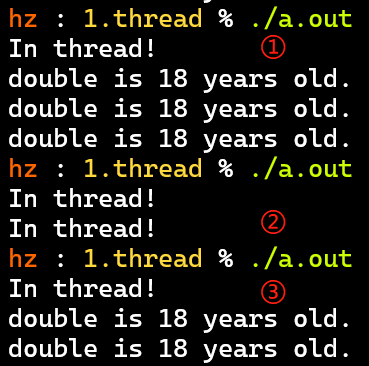 hz : 1.thread % ./a.out
In thread! ①
double is 18 years old.
double is 18 years old.
double is 18 years old.
hz : 1.thread % ./a.out
In thread!
In thread! ②
hz : 1.thread % ./a.out
In thread! ③
double is 18 years old.
double is 18 years old.